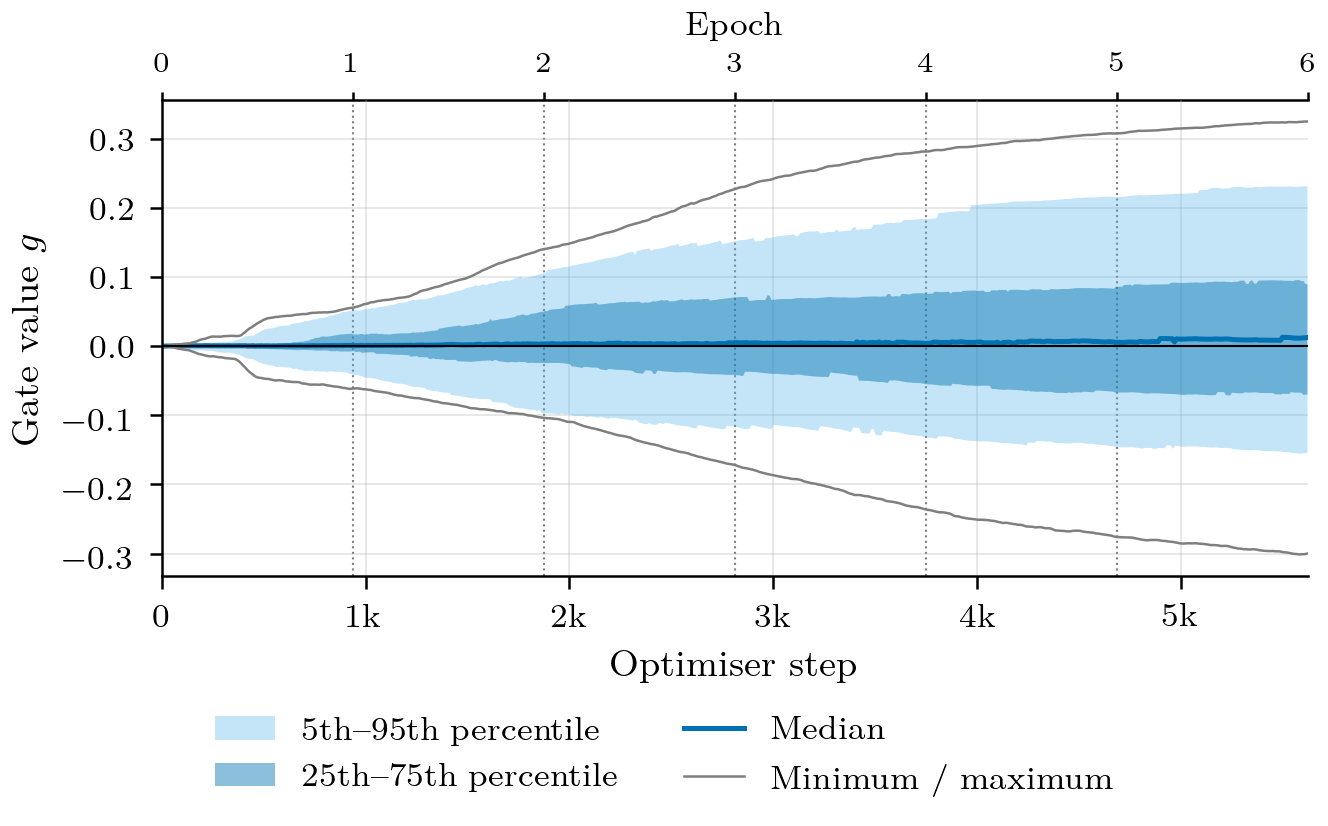 Epoch
0 1 2 3 4 5 6
0.3
0.2
0.1
0.0
−0.1
−0.2
−0.3
Gate value g
0 1k 2k 3k 4k 5k
Optimiser step
5th–95th percentile
25th–75th percentile
Median
Minimum / maximum